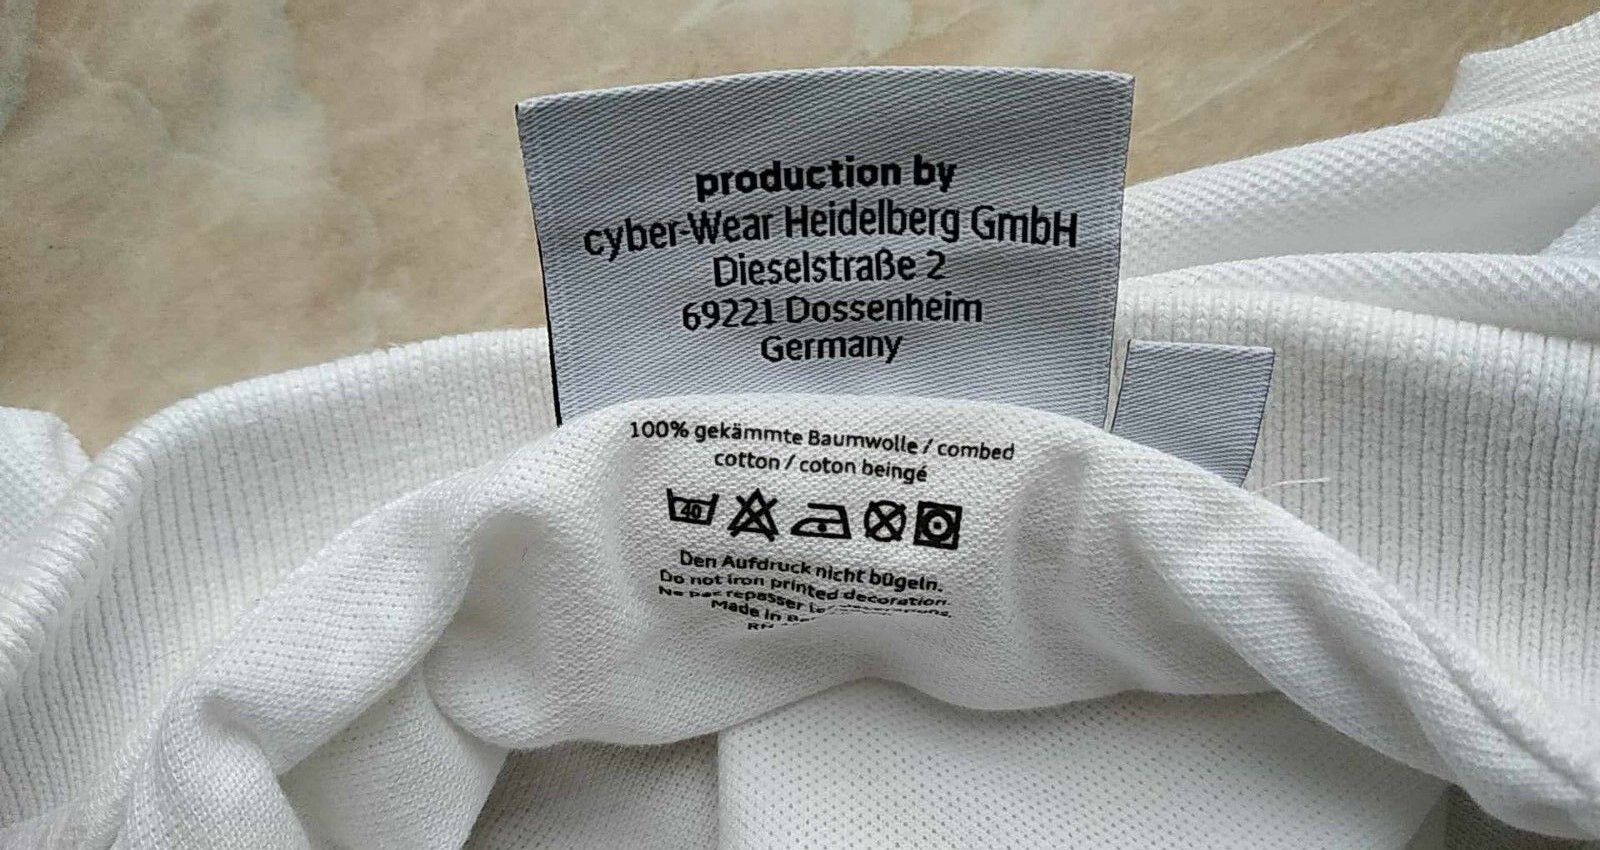 production by
cyber-Wear Heidelberg GmbH
Dieselstraße 2
69221 Dossenheim
Germany
100% gekämmte Baumwolle / combed
cotton / coton beingé
40
Den Aufdruck nicht bügeln.
Do not iron printed decoration.
repasser
Made in